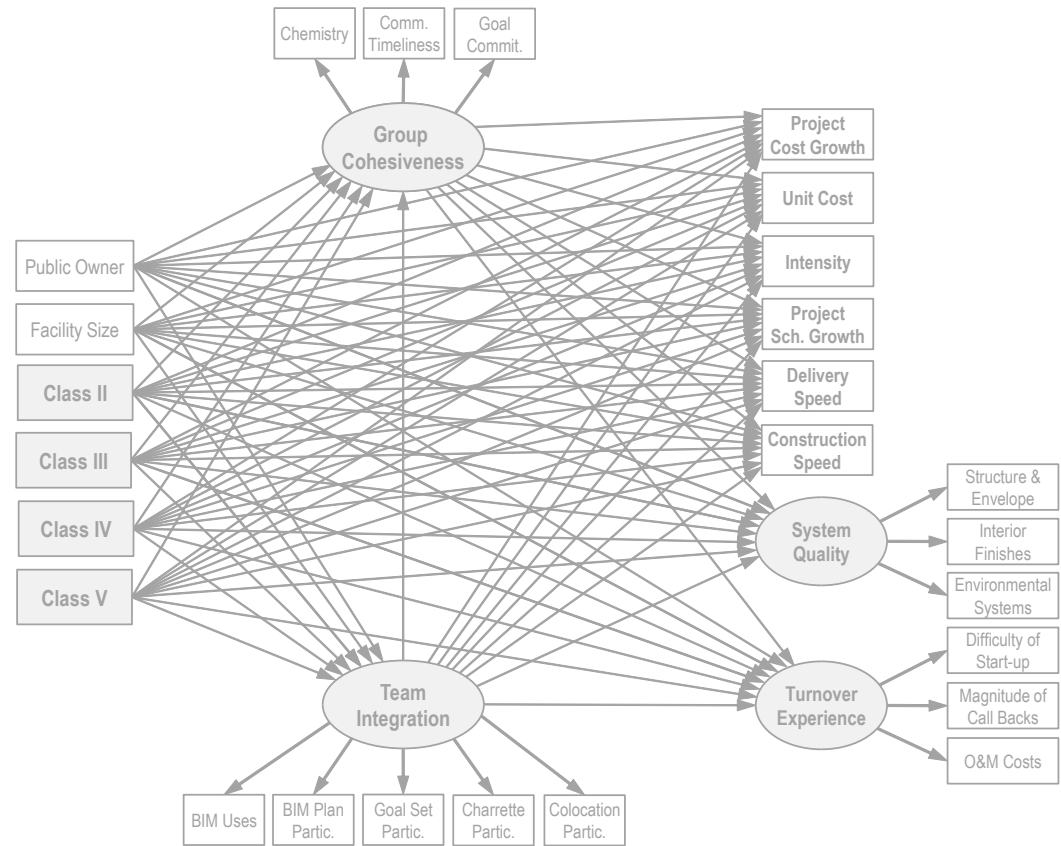 Chemistry
Comm.
Timeliness
Goal
Commit.
Group
Cohesiveness
Project
Cost Growth
Unit Cost
Intensity
Project
Sch. Growth
Delivery
Speed
Construction
Speed
Public Owner
Facility Size
Class II
Class III
Class IV
Class V
System
Quality
Structure &
Envelope
Interior
Finishes
Environmental
Systems
Team
Integration
Turnover
Experience
Difficulty of
Start-up
Magnitude of
Call Backs
O&M Costs
BIM Uses
BIM Plan
Partic.
Goal Set
Partic.
Charrette
Partic.
Colocation
Partic.